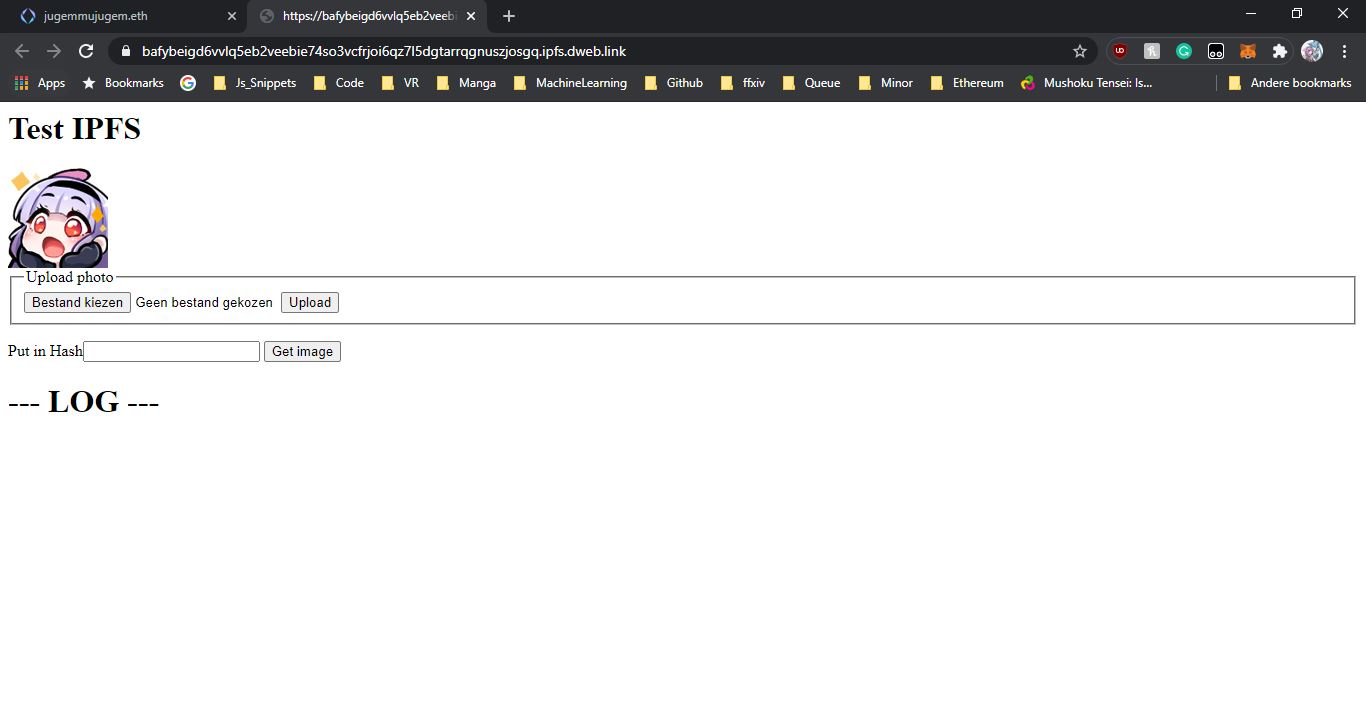 jugemmujugem.eth https://bafybeigd6vvlq5eb2veebi
bafybeigd6vvlq5eb2veebie74so3vcfrjoi6qz7l5dgtarrqgnuszjosgq.ipfs.dweb.link
Apps Bookmarks Js_Snippets Code VR Manga MachineLearning Github ffxiv Queue Minor Ethereum Mushoku Tensei: Is... Andere bookmarks
Test IPFS
Upload photo
Bestand kiezen Geen bestand gekozen Upload
Put in Hash Get image
--- LOG ---